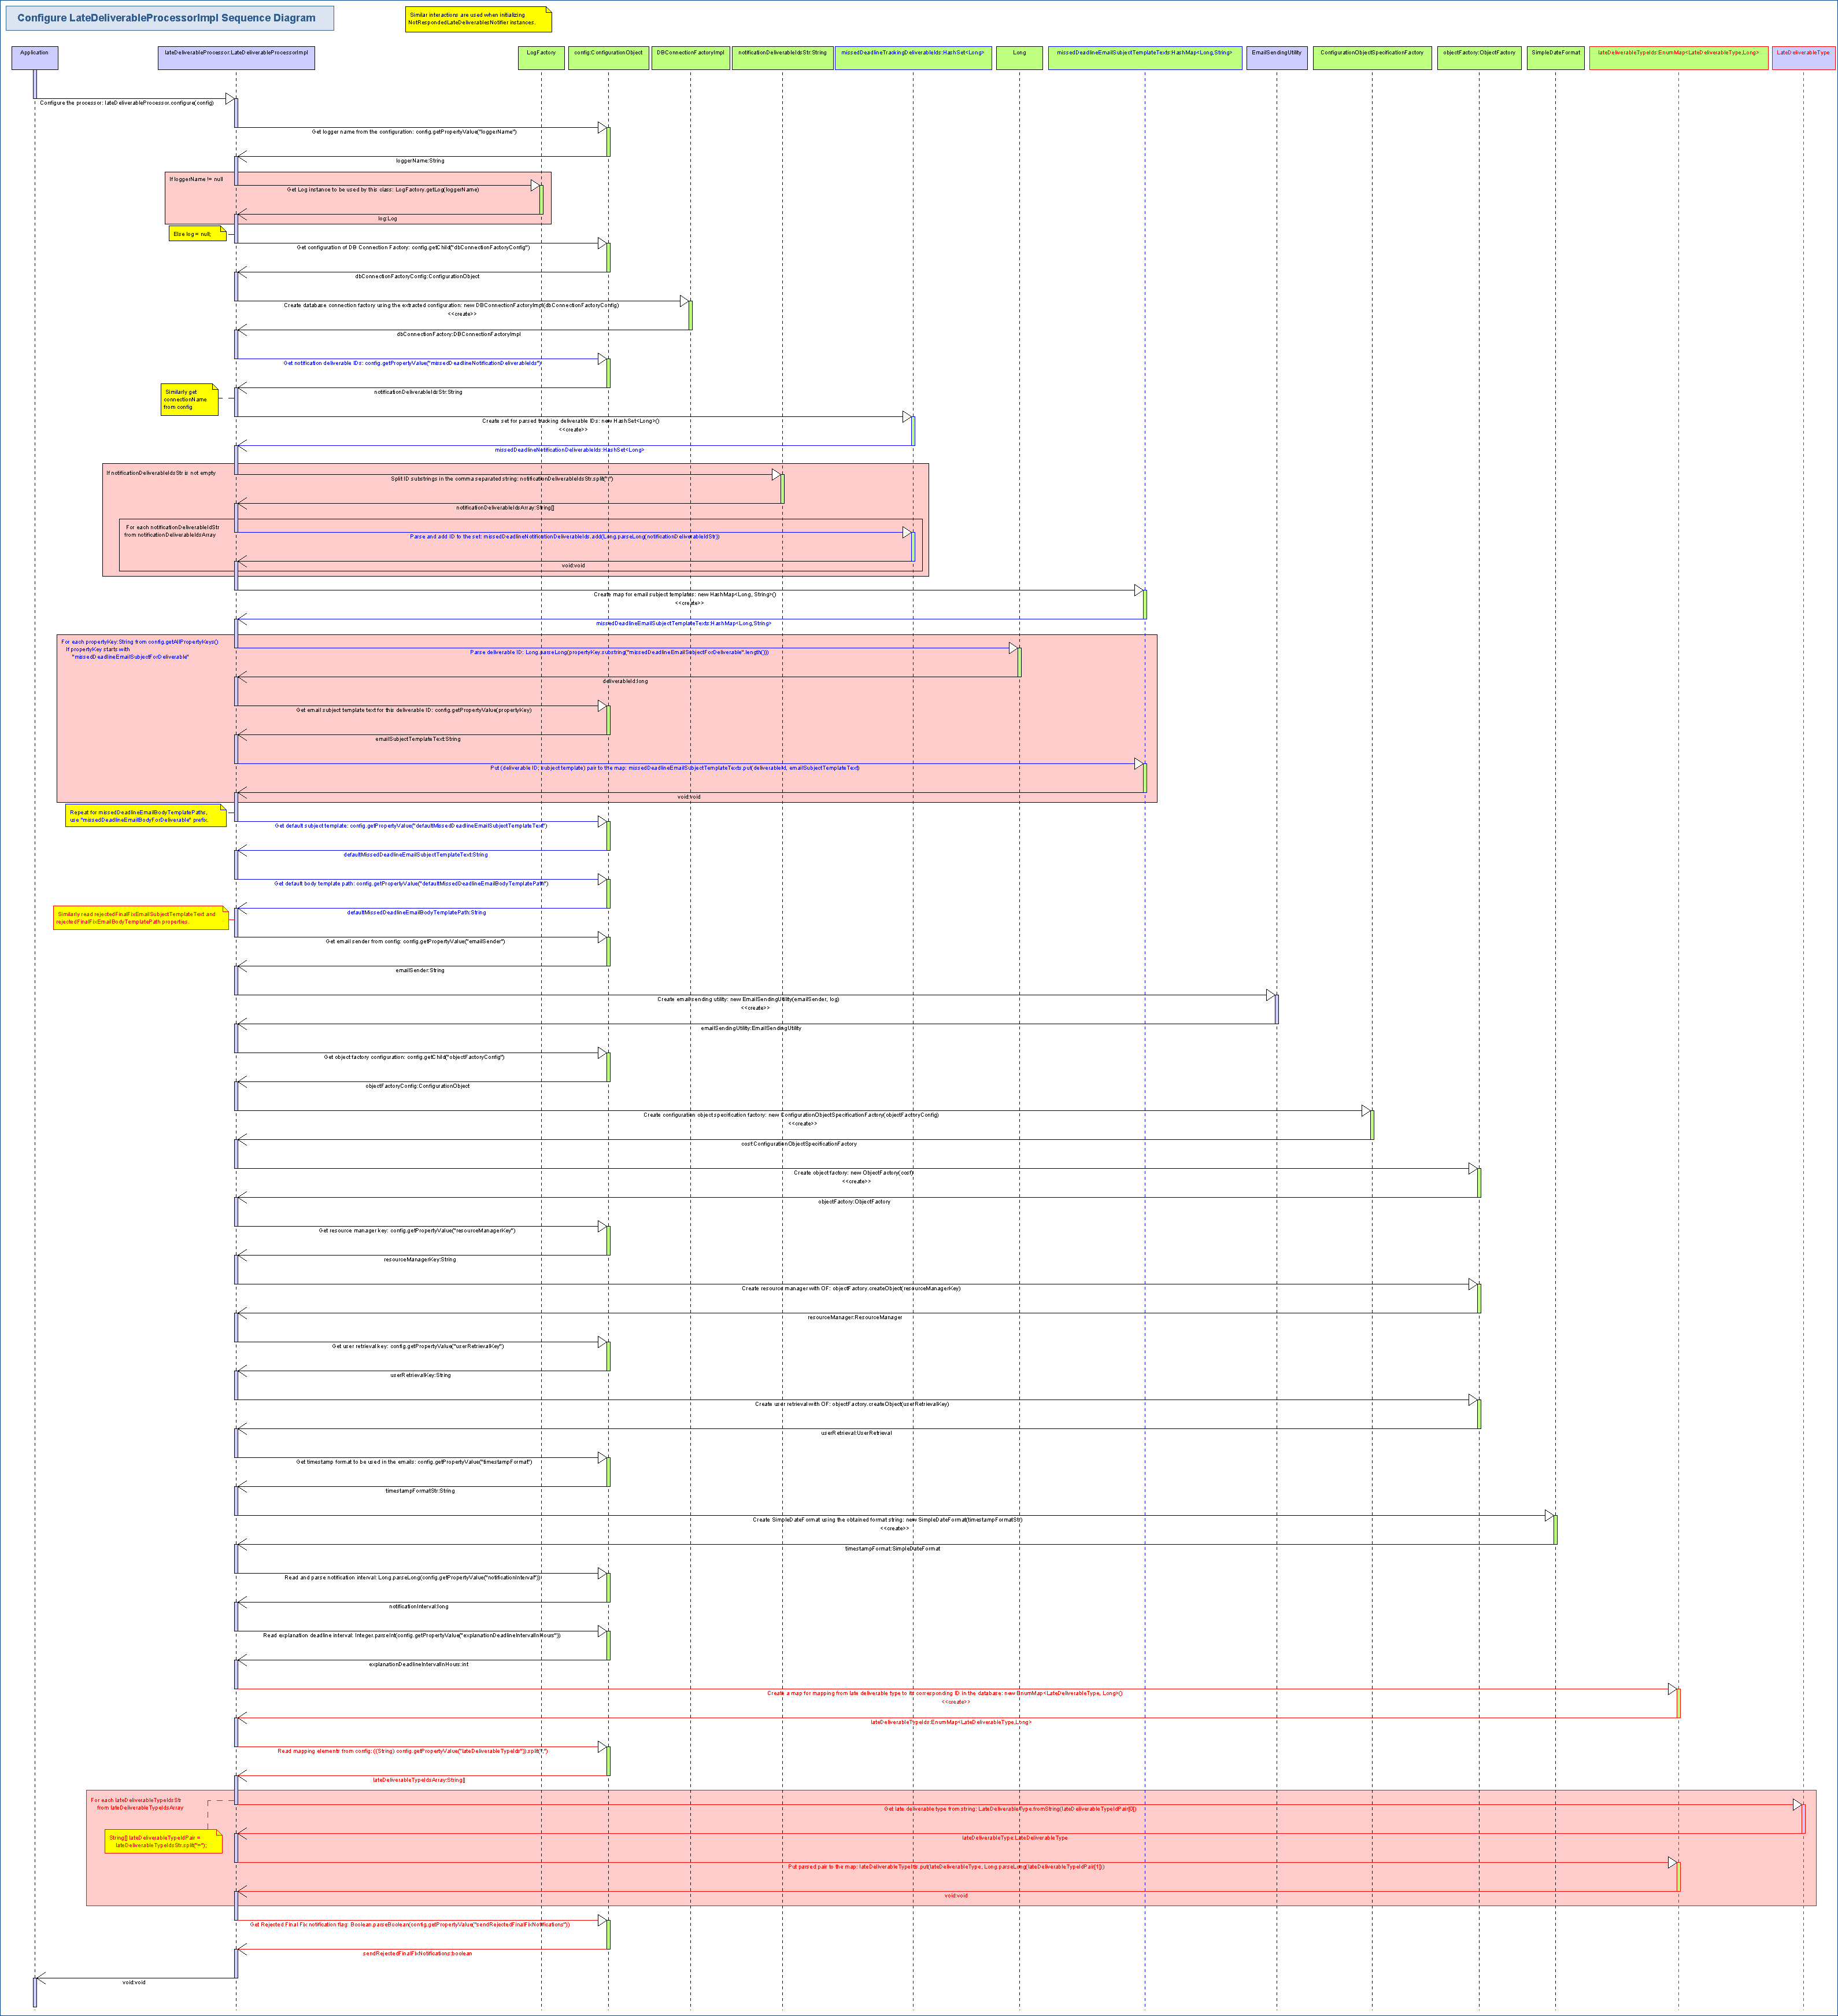 Configure LateDeliverableProcessorImpl Sequence Diagram
Similar interactions are used when initializing
NotRespondedLateDeliverablesNotifier instances.
Application
lateDeliverableProcessor:LateDeliverableProcessorImpl
LogFactory
config:ConfigurationObject
DBConnectionFactoryImpl
notificationDeliverableIdsStr:String
missedDeadlineTrackingDeliverableIds:HashSet<Long>
Long
missedDeadlineEmailSubjectTemplateTexts:HashMap<Long,String>
EmailSendingUtility
ConfigurationObjectSpecificationFactory
objectFactory:ObjectFactory
SimpleDateFormat
lateDeliverableTypeIds:EnumMap<LateDeliverableType,Long>
LateDeliverableType
Configure the processor: lateDeliverableProcessor.configure(config)
Get logger name from the configuration: config.getPropertyValue("loggerName")
loggerName:String
If loggerName != null
Get Log instance to be used by this class: LogFactory.getLog(loggerName)
log:Log
Else log = null;
Get configuration of DB Connection Factory: config.getChild("dbConnectionFactoryConfig")
dbConnectionFactoryConfig:ConfigurationObject
Create database connection factory using the extracted configuration: new DBConnectionFactoryImpl(dbConnectionFactoryConfig)
<<create>>
dbConnectionFactory:DBConnectionFactoryImpl
Get notification deliverable IDs: config.getPropertyValue("missedDeadlineNotificationDeliverableIds")
Similarly get
connectionName
from config
notificationDeliverableIdsStr:String
Create set for parsed tracking deliverable IDs: new HashSet<Long>()
<<create>>
missedDeadlineNotificationDeliverableIds:HashSet<Long>
If notificationDeliverableIdsStr is not empty
Split ID substrings in the comma separated string: notificationDeliverableIdsStr.split(",")
notificationDeliverableIdsArray:String[]
For each notificationDeliverableIdStr
from notificationDeliverableIdsArray
Parse and add ID to the set: missedDeadlineNotificationDeliverableIds.add(Long.parseLong(notificationDeliverableIdStr))
void:void
Create map for email subject templates: new HashMap<Long, String>()
<<create>>
missedDeadlineEmailSubjectTemplateTexts:HashMap<Long,String>
For each propertyKey:String from config.getAllPropertyKeys()
If propertyKey starts with
"missedDeadlineEmailSubjectForDeliverable"
Parse deliverable ID: Long.parseLong(propertyKey.substring("missedDeadlineEmailSubjectForDeliverable".length()))
deliverableId:long
Get email subject template text for this deliverable ID: config.getPropertyValue(propertyKey)
emailSubjectTemplateText:String
Put (deliverable ID; subject template) pair to the map: missedDeadlineEmailSubjectTemplateTexts.put(deliverableId, emailSubjectTemplateText)
void:void
Repeat for missedDeadlineEmailBodyTemplatePaths,
use "missedDeadlineEmailBodyForDeliverable" prefix.
Get default subject template: config.getPropertyValue("defaultMissedDeadlineEmailSubjectTemplateText")
defaultMissedDeadlineEmailSubjectTemplateText:String
Get default body template path: config.getPropertyValue("defaultMissedDeadlineEmailBodyTemplatePath")
defaultMissedDeadlineEmailBodyTemplatePath:String
Similarly read rejectedFinalFixEmailSubjectTemplateText and
rejectedFinalFixEmailBodyTemplatePath properties.
Get email sender from config: config.getPropertyValue("emailSender")
emailSender:String
Create email sending utility: new EmailSendingUtility(emailSender, log)
<<create>>
emailSendingUtility:EmailSendingUtility
Get object factory configuration: config.getChild("objectFactoryConfig")
objectFactoryConfig:ConfigurationObject
Create configuration object specification factory: new ConfigurationObjectSpecificationFactory(objectFactoryConfig)
<<create>>
cosf:ConfigurationObjectSpecificationFactory
Create object factory: new ObjectFactory(cosf)
<<create>>
objectFactory:ObjectFactory
Get resource manager key: config.getPropertyValue("resourceManagerKey")
resourceManagerKey:String
Create resource manager with OF: objectFactory.createObject(resourceManagerKey)
resourceManager:ResourceManager
Get user retrieval key: config.getPropertyValue("userRetrievalKey")
userRetrievalKey:String
Create user retrieval with OF: objectFactory.createObject(userRetrievalKey)
userRetrieval:UserRetrieval
Get timestamp format to be used in the emails: config.getPropertyValue("timestampFormat")
timestampFormatStr:String
Create SimpleDateFormat using the obtained format string: new SimpleDateFormat(timestampFormatStr)
<<create>>
timestampFormat:SimpleDateFormat
Read and parse notification interval: Long.parseLong(config.getPropertyValue("notificationInterval"))
notificationInterval:long
Read explanation deadline interval: Integer.parseInt(config.getPropertyValue("explanationDeadlineIntervalInHours"))
explanationDeadlineIntervalInHours:int
Create a map for mapping from late deliverable type to its corresponding ID in the database: new EnumMap<LateDeliverableType, Long>()
<<create>>
lateDeliverableTypeIds:EnumMap<LateDeliverableType,Long>
Read mapping elements from config: ((String) config.getPropertyValue("lateDeliverableTypeIds")).split(",")
lateDeliverableTypeIdsArray:String[]
For each lateDeliverableTypeIdsStr
from lateDeliverableTypeIdsArray
Get late deliverable type from string: LateDeliverableType.fromString(lateDeliverableTypeIdPair[0])
String[] lateDeliverableTypeIdPair =
lateDeliverableTypeIdsStr.split("=");
lateDeliverableType:LateDeliverableType
Put parsed pair to the map: lateDeliverableTypeIds.put(lateDeliverableType, Long.parseLong(lateDeliverableTypeIdPair[1]))
void:void
Get Rejected Final Fix notification flag: Boolean.parseBoolean(config.getPropertyValue("sendRejectedFinalFixNotifications"))
sendRejectedFinalFixNotifications:boolean
void:void